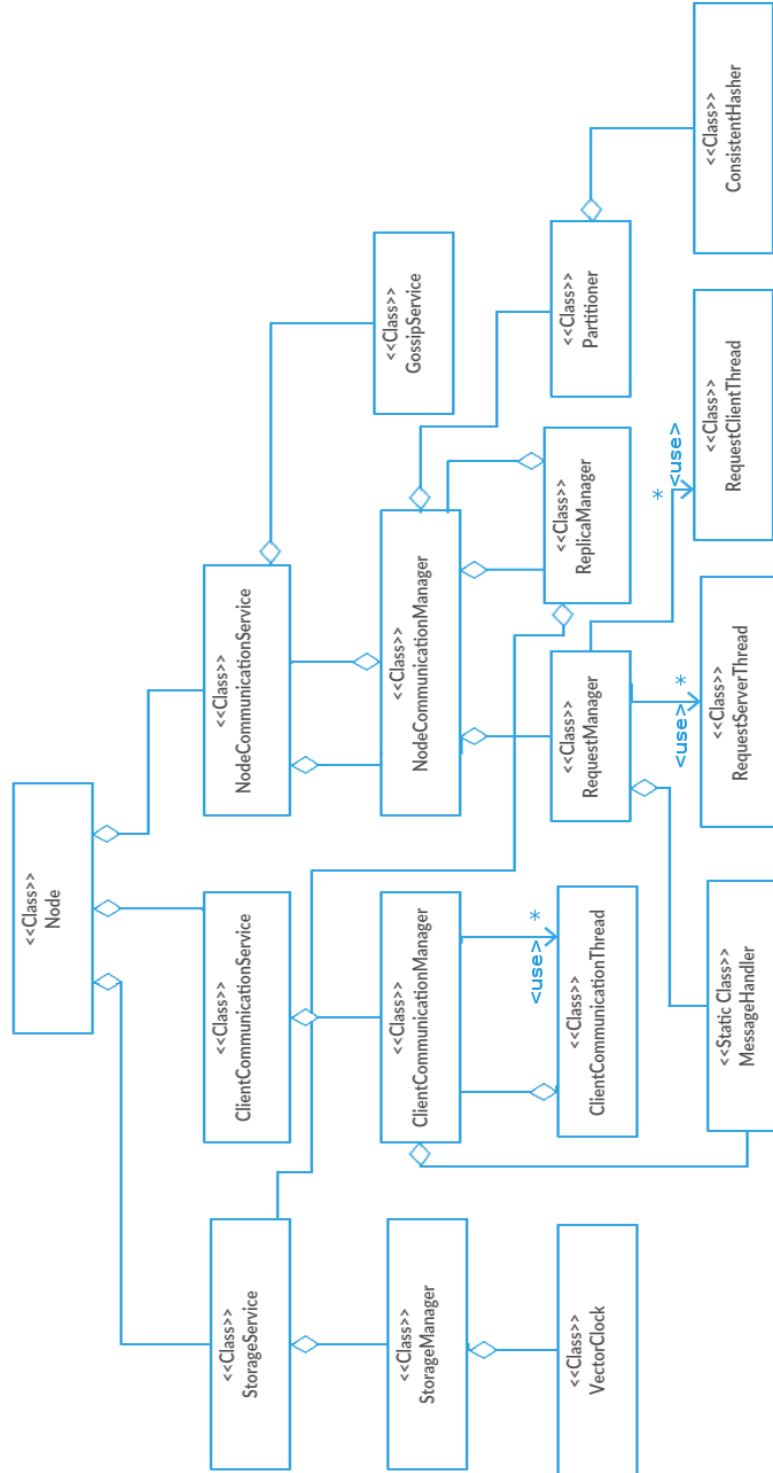 <<Class>>
Node
<<Class>>
StorageService
<<Class>>
ClientCommunicationService
<<Class>>
NodeCommunicationService
<<Class>>
StorageManager
<<Class>>
ClientCommunicationManager
<<Class>>
NodeCommunicationManager
<<Class>>
GossipService
<use> *
<<Class>>
VectorClock
<<Class>>
ClientCommunicationThread
<<Class>>
RequestManager
<<Class>>
ReplicaManager
<<Class>>
Partitioner
<use> *
* <use>
<<Static Class>>
MessageHandler
<<Class>>
RequestServerThread
<<Class>>
RequestClientThread
<<Class>>
ConsistentHasher